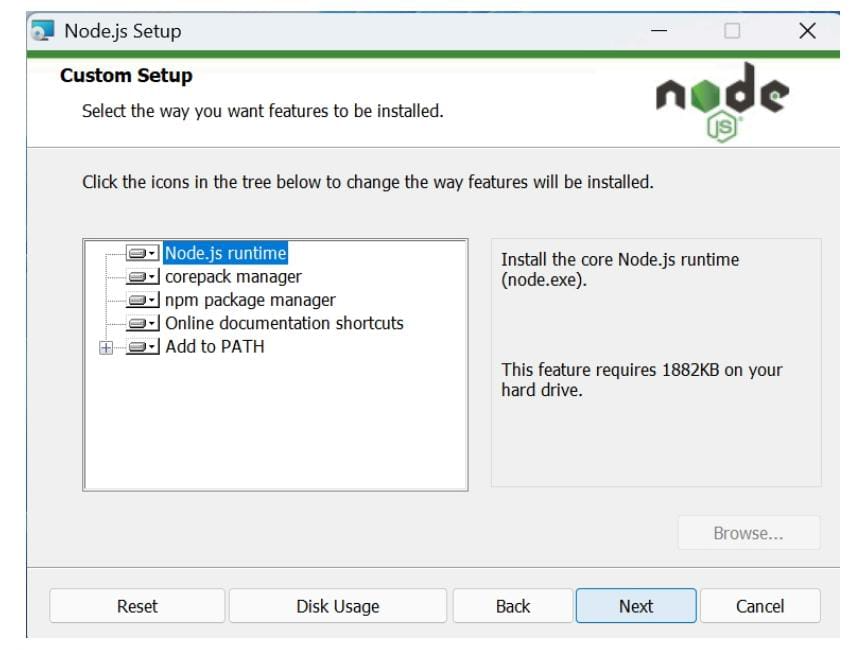 Node.js Setup
Custom Setup
Select the way you want features to be installed.
node
JS
Click the icons in the tree below to change the way features will be installed.
Node.js runtime
corepack manager
npm package manager
Online documentation shortcuts
Add to PATH
Install the core Node.js runtime
(node.exe).
This feature requires 1882KB on your
hard drive.
Browse...
Reset
Disk Usage
Back
Next
Cancel